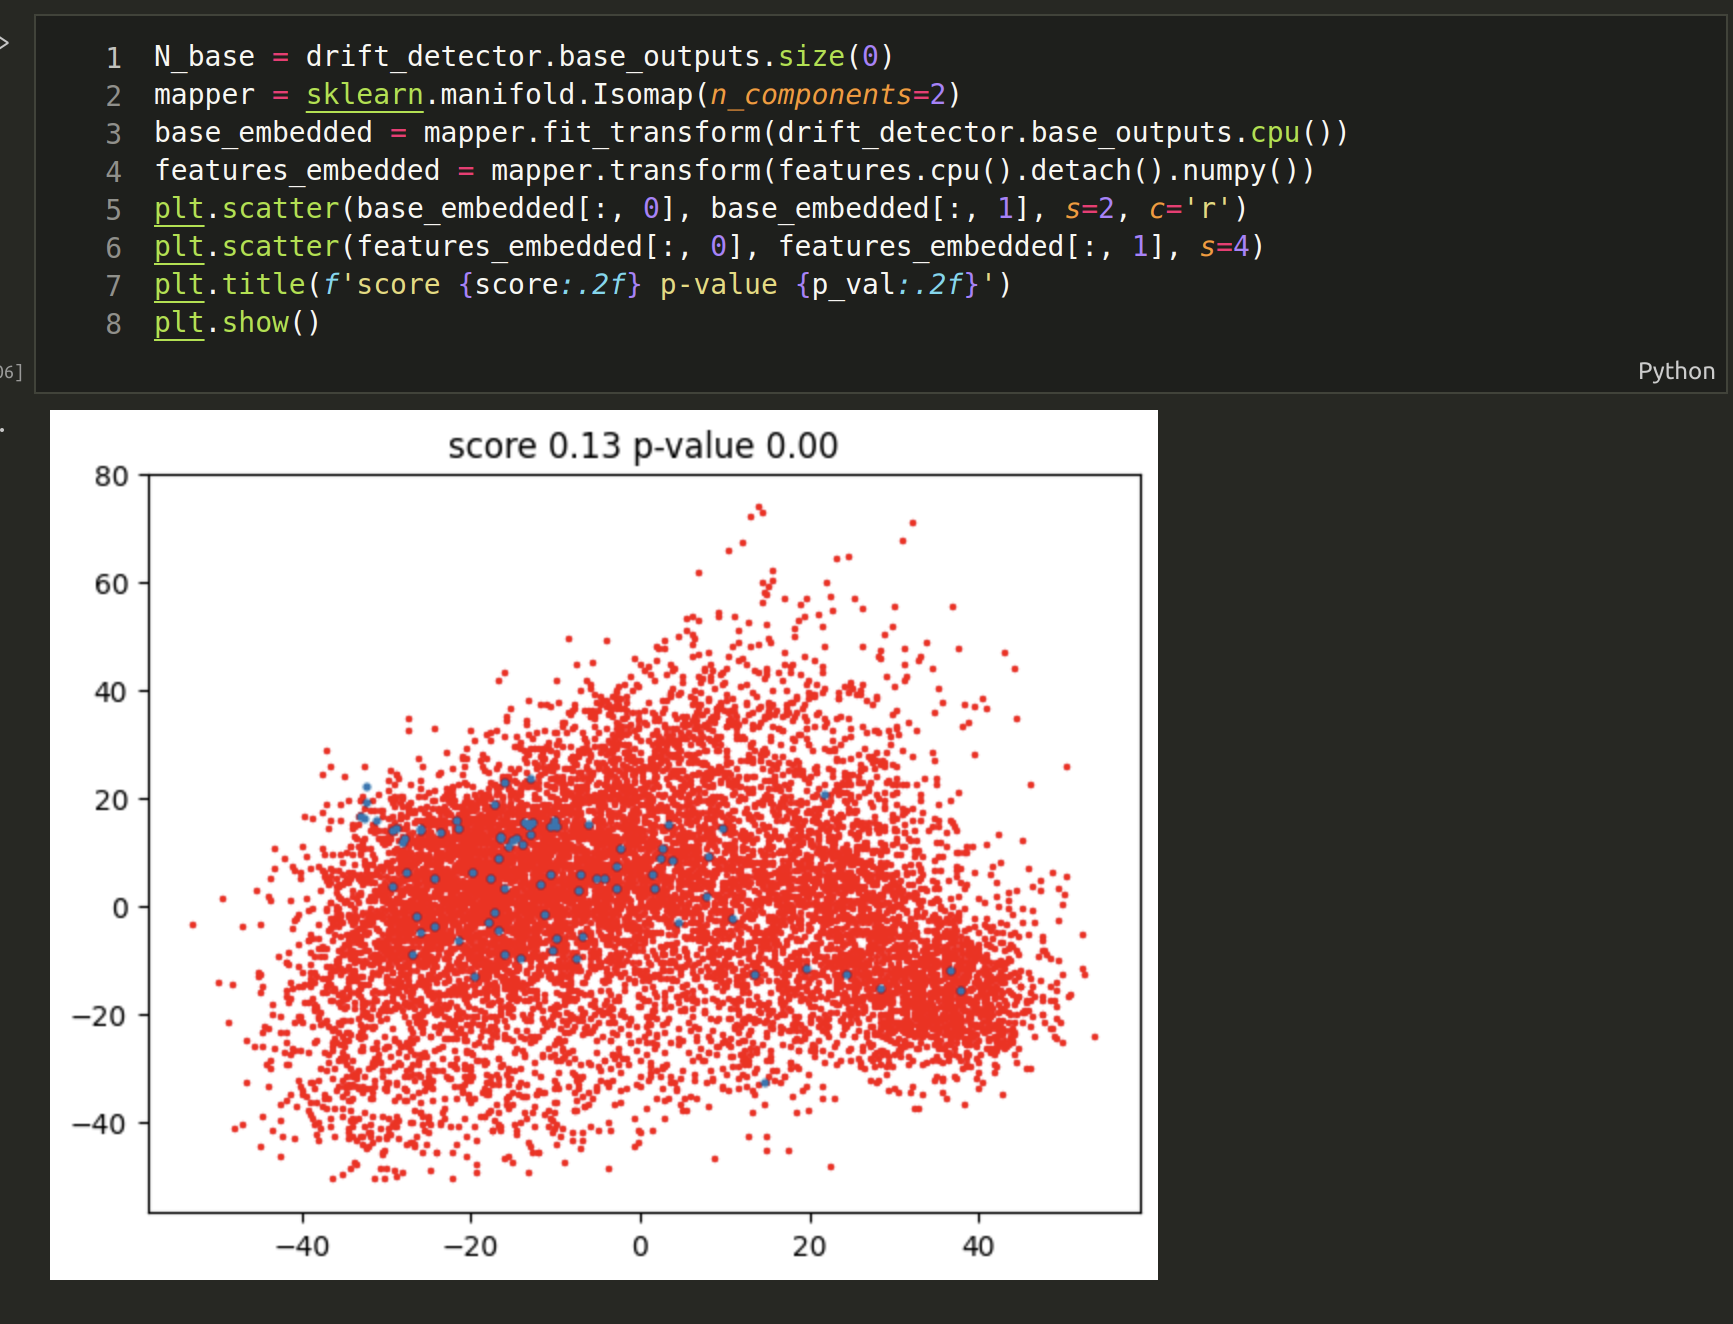 1 N_base = drift_detector.base_outputs.size(0)
2 mapper = sklearn.manifold.Isomap(n_components=2)
3 base_embedded = mapper.fit_transform(drift_detector.base_outputs.cpu())
4 features_embedded = mapper.transform(features.cpu().detach().numpy())
5 plt.scatter(base_embedded[:, 0], base_embedded[:, 1], s=2, c='r')
6 plt.scatter(features_embedded[:, 0], features_embedded[:, 1], s=4)
7 plt.title(f'score {score:.2f} p-value {p_val:.2f}')
8 plt.show()
6]
Python
score 0.13 p-value 0.00
80
60
40
20
0
−20
−40
−40 −20 0 20 40